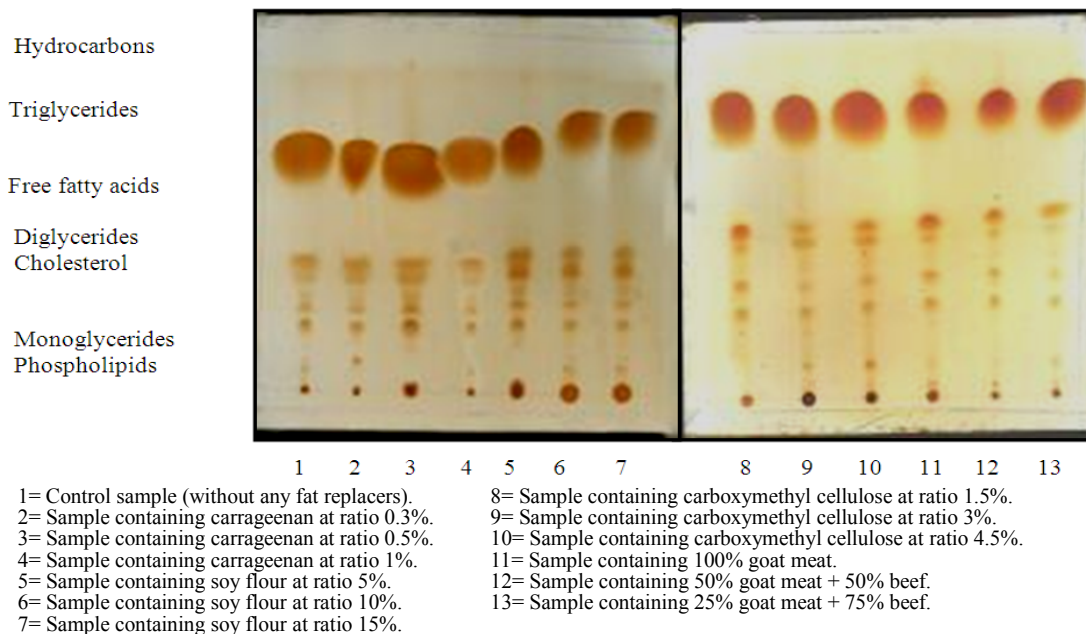 Hydrocarbons
Triglycerides
Free fatty acids
Diglycerides
Cholesterol
Monoglycerides
Phospholipids
1 2 3 4 5 6 7 8 9 10 11 12 13
1= Control sample (without any fat replacers).
2= Sample containing carrageenan at ratio 0.3%.
3= Sample containing carrageenan at ratio 0.5%.
4= Sample containing carrageenan at ratio 1%.
5= Sample containing soy flour at ratio 5%.
6= Sample containing soy flour at ratio 10%.
7= Sample containing soy flour at ratio 15%.
8= Sample containing carboxymethyl cellulose at ratio 1.5%.
9= Sample containing carboxymethyl cellulose at ratio 3%.
10= Sample containing carboxymethyl cellulose at ratio 4.5%.
11= Sample containing 100% goat meat.
12= Sample containing 50% goat meat + 50% beef.
13= Sample containing 25% goat meat + 75% beef.